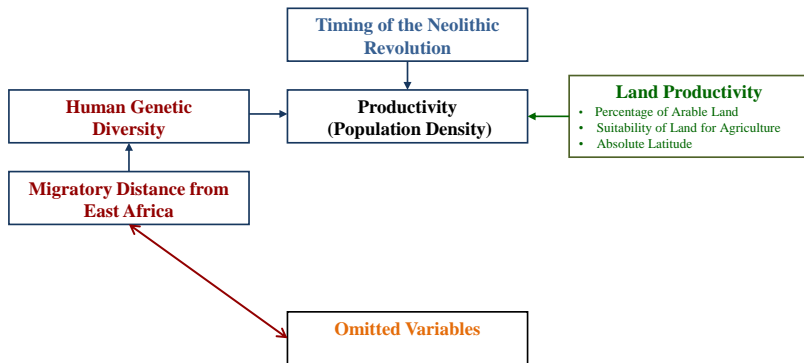 Timing of the Neolithic
Revolution
Human Genetic
Diversity
Productivity
(Population Density)
Land Productivity
• Percentage of Arable Land
• Suitability of Land for Agriculture
• Absolute Latitude
Migratory Distance from
East Africa
Omitted Variables